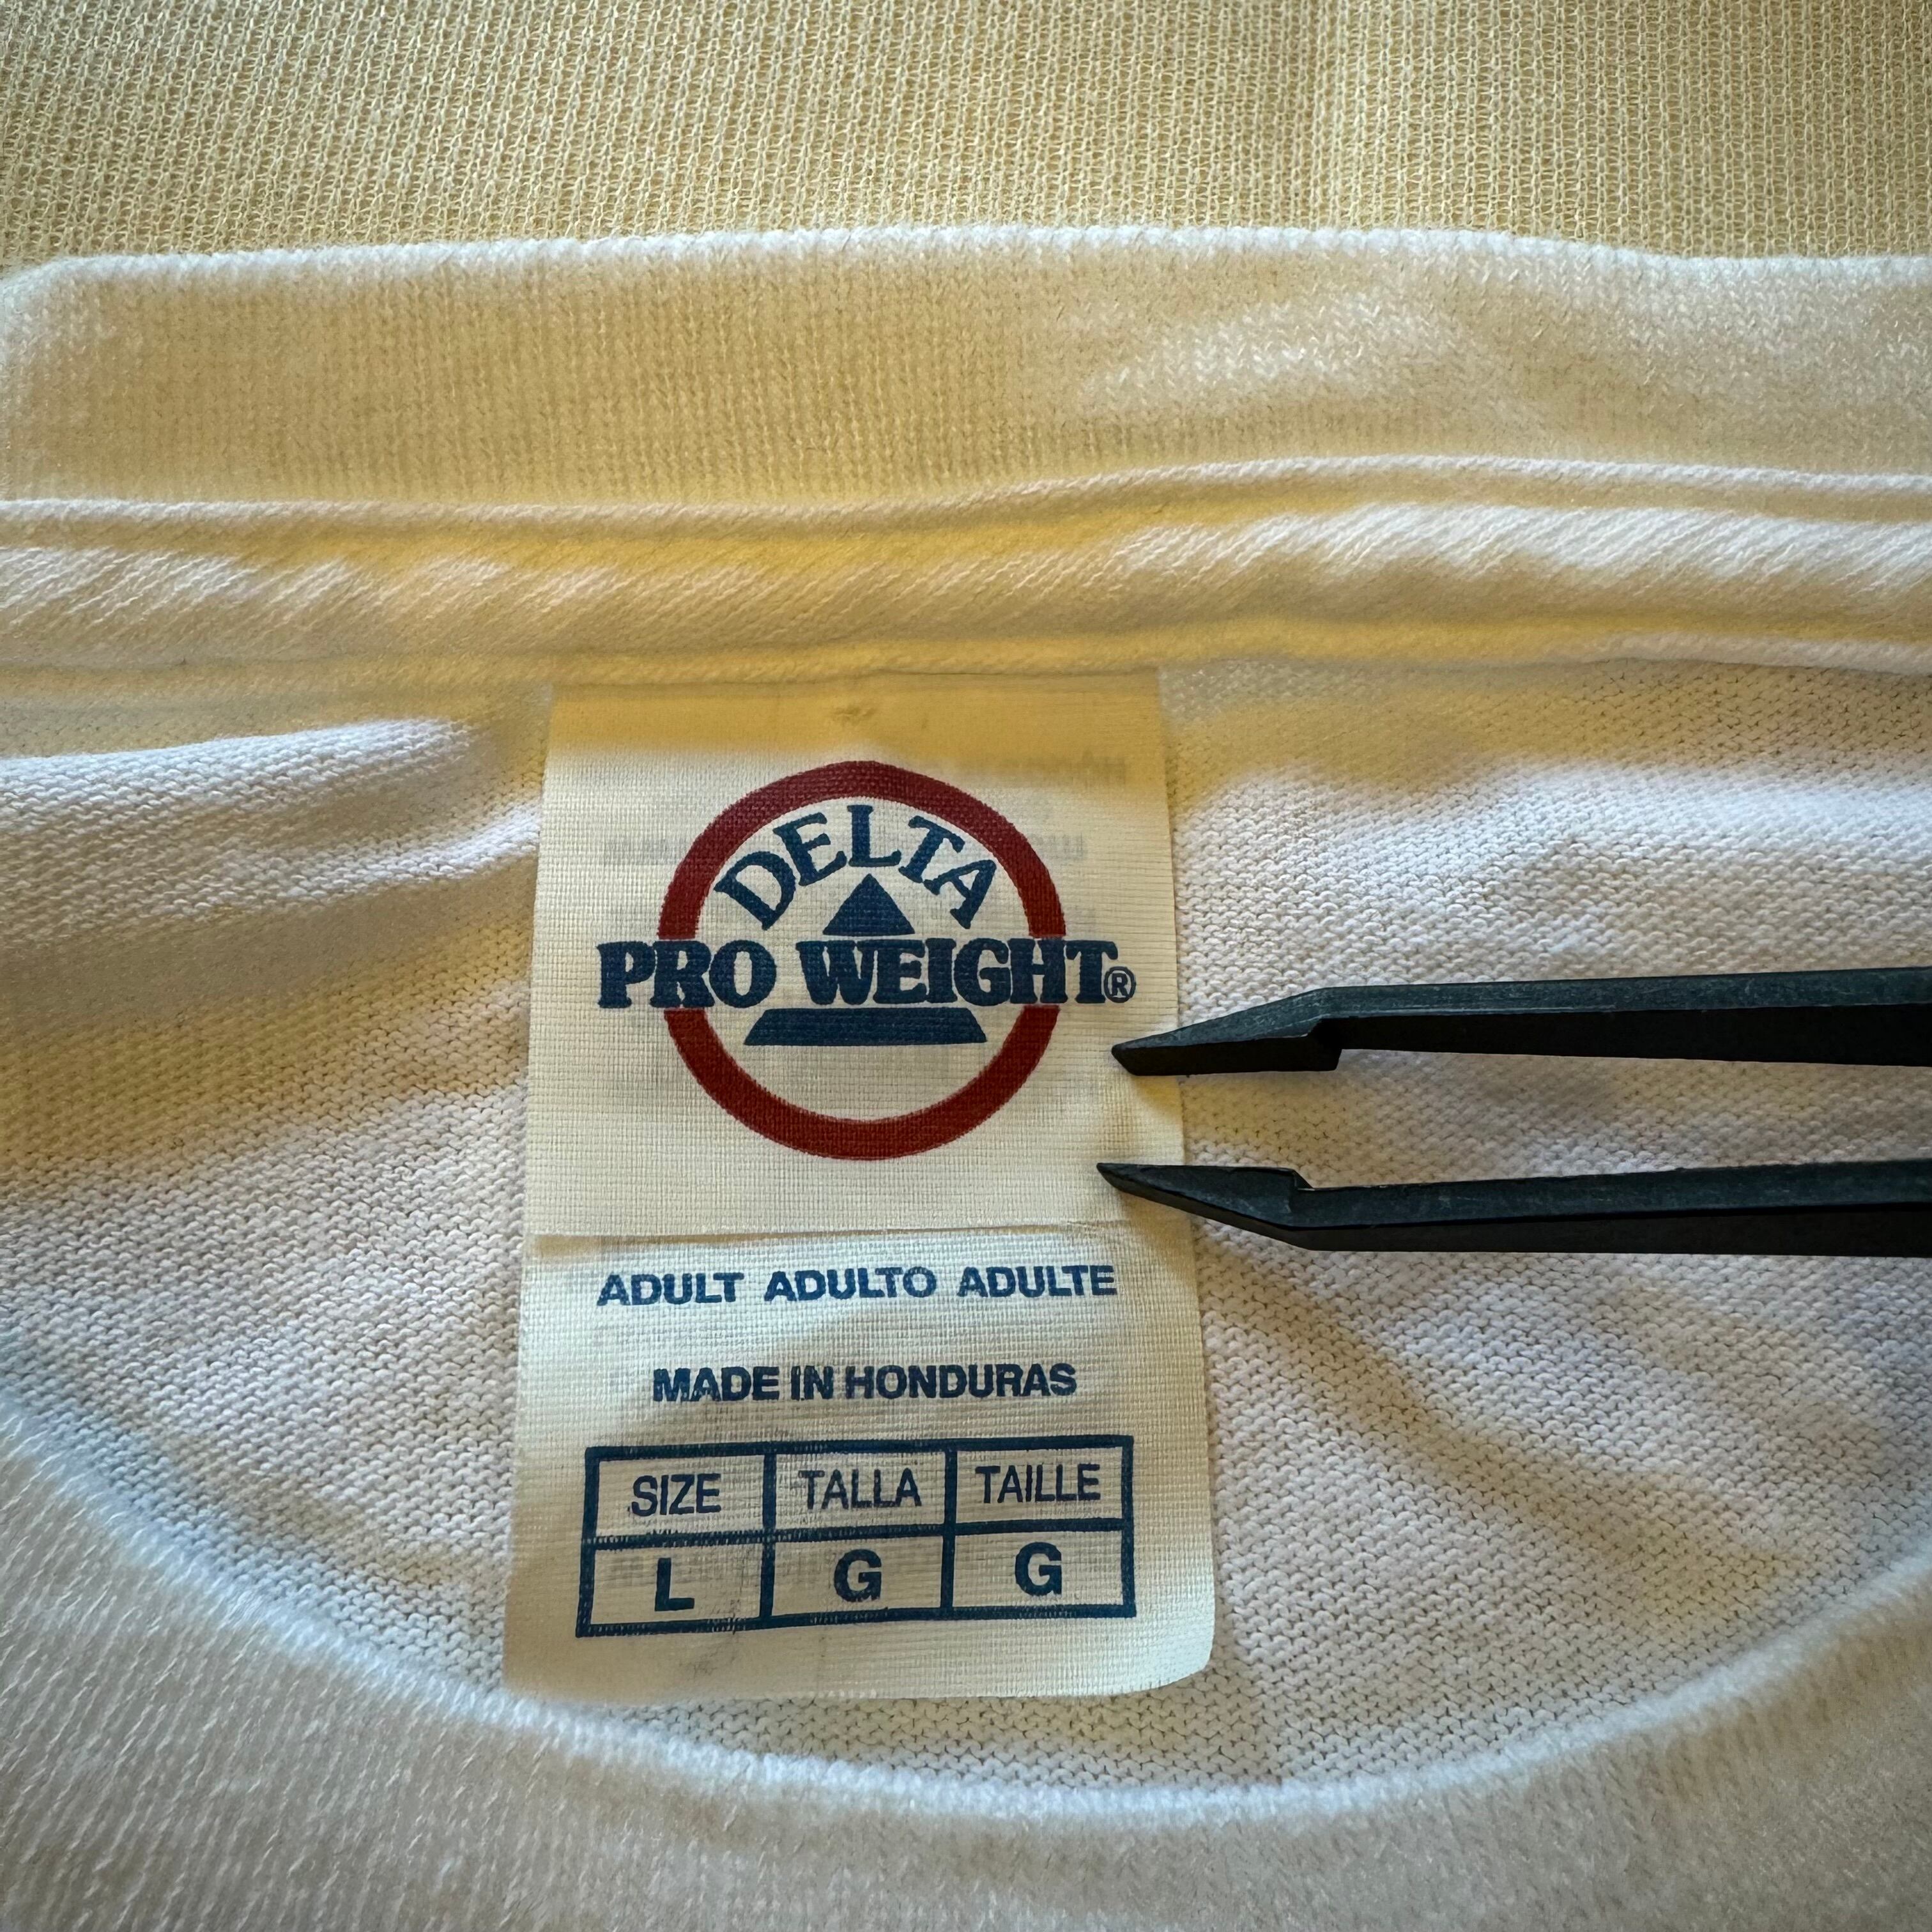 DELTA
PRO WEIGHT®
ADULT ADULTO ADULTE
MADE IN HONDURAS
SIZE TALLA TAILLE
L G G